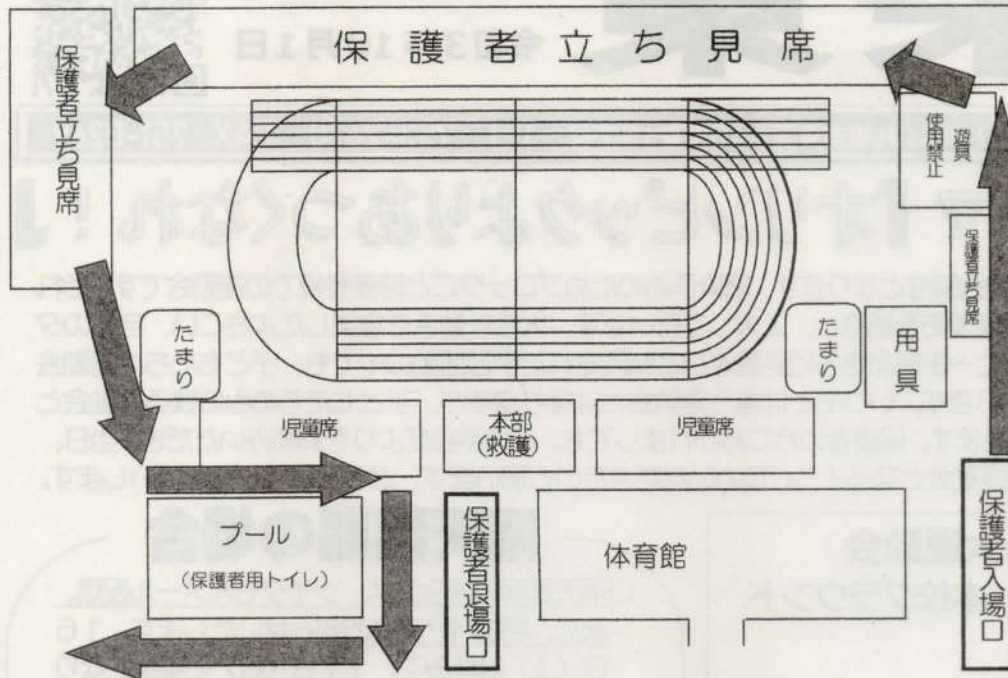 保護者立ち見席
保護者立ち見席
遊具
使用禁止
保護者立ち見席
たまり
たまり
用具
児童席
本部
(救護)
児童席
プール
(保護者用トイレ)
保護者退場口
体育館
保護者入場口